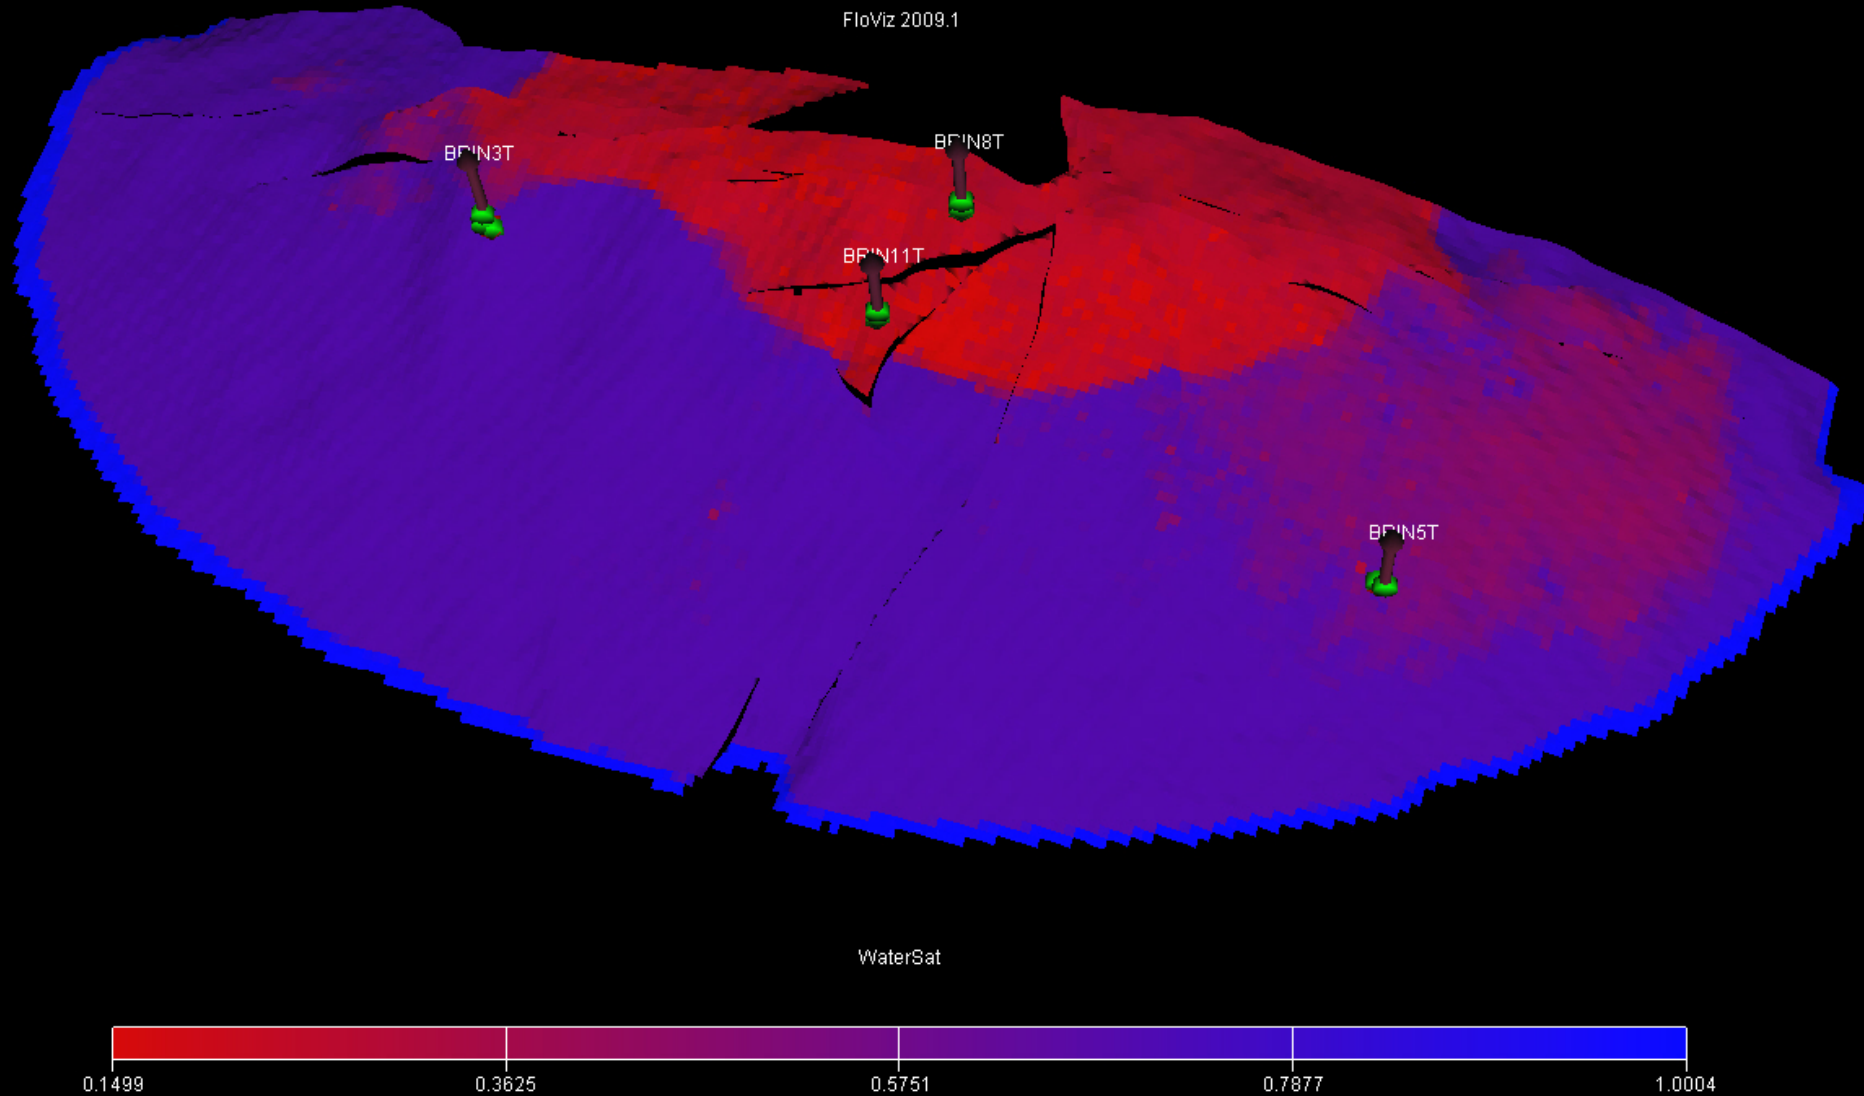 FloViz 2009.1
BRIN8T
BRIN3T
BRIN11T
BRIN5T
WaterSat
0.1499
0.3625
0.5751
0.7877
1.0004